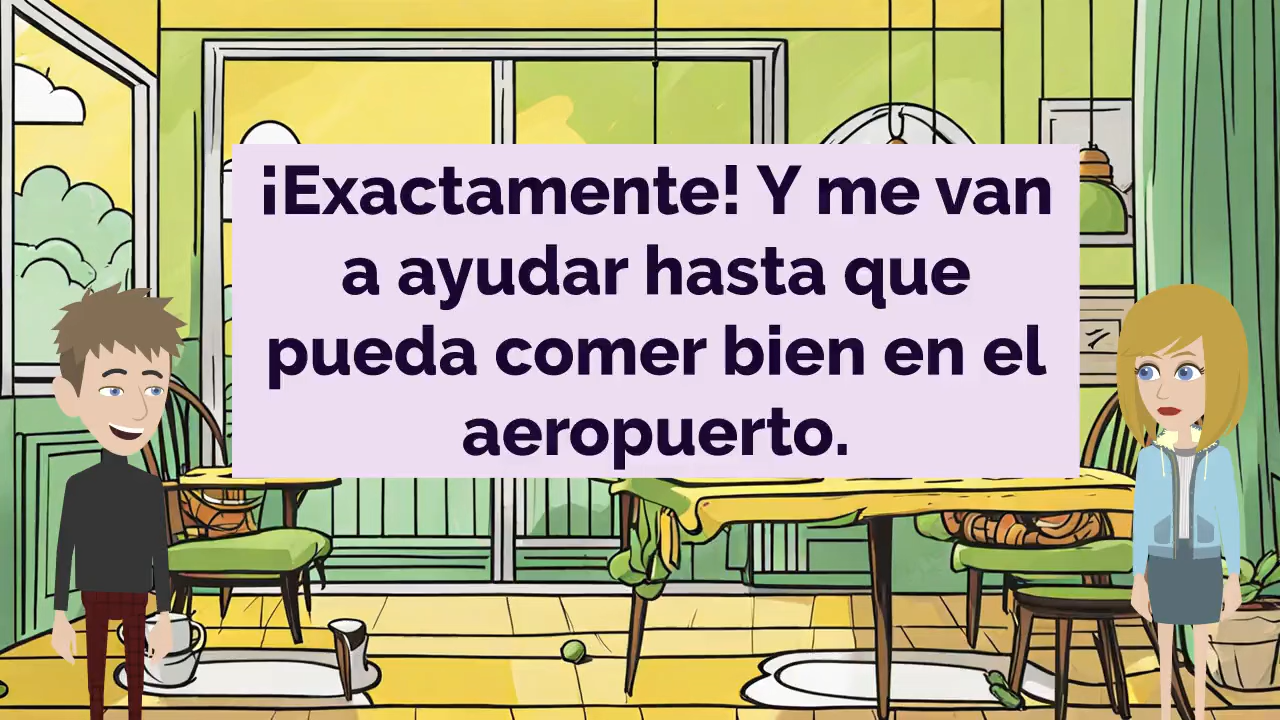 ¡Exactamente! Y me van
a ayudar hasta que
pueda comer bien en el
aeropuerto.